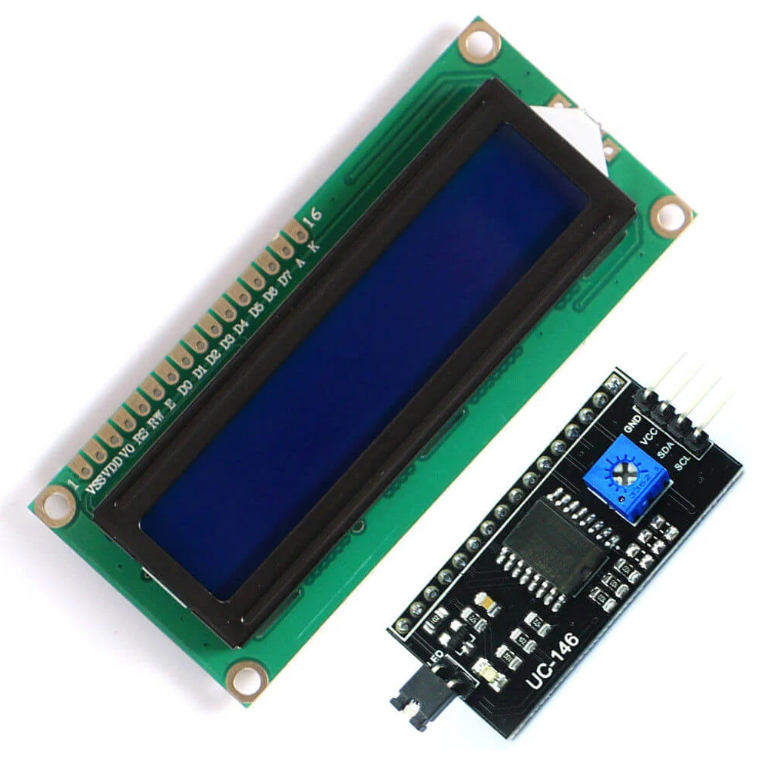 1
VSS VDD V0 RS RW E D0 D1 D2 D3 D4 D5 D6 D7 A K
16
GND
VCC
SDA
SCL
LED
UC-146